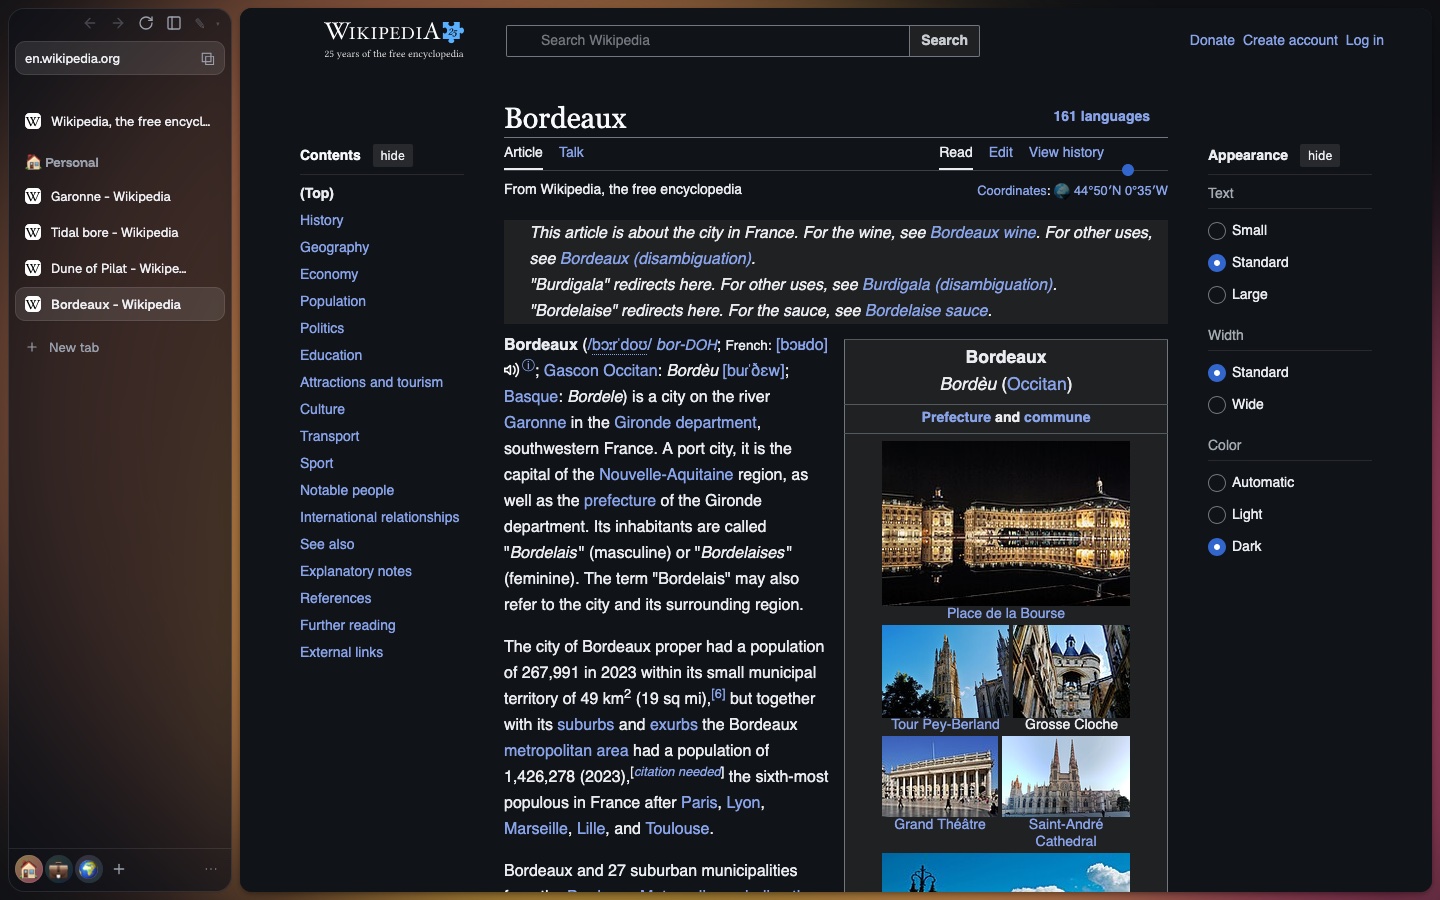 en.wikipedia.org
Wikipedia, the free encycl...
Personal
Garonne - Wikipedia
Tidal bore - Wikipedia
Dune of Pilat - Wikipe...
Bordeaux - Wikipedia
New tab
WIKIPEDIA 25
25 years of the free encyclopedia
Search Wikipedia
Search
Donate Create account Log in
Contents hide
(Top)
History
Geography
Economy
Population
Politics
Education
Attractions and tourism
Culture
Transport
Sport
Notable people
International relationships
See also
Explanatory notes
References
Further reading
External links
Bordeaux
161 languages
Article Talk
Read Edit View history
From Wikipedia, the free encyclopedia
Coordinates: 44°50′N 0°35′W
This article is about the city in France. For the wine, see Bordeaux wine. For other uses,
see Bordeaux (disambiguation).
"Burdigala" redirects here. For other uses, see Burdigala (disambiguation).
"Bordelaise" redirects here. For the sauce, see Bordelaise sauce.
Bordeaux (/bɔːrˈdoʊ/ bor-DOH; French: [bɔʁdo]
ⓘ; Gascon Occitan: Bordèu [buɾˈðɛw];
Basque: Bordele) is a city on the river
Garonne in the Gironde department,
southwestern France. A port city, it is the
capital of the Nouvelle-Aquitaine region, as
well as the prefecture of the Gironde
department. Its inhabitants are called
"Bordelais" (masculine) or "Bordelaises"
(feminine). The term "Bordelais" may also
refer to the city and its surrounding region.
The city of Bordeaux proper had a population
of 267,991 in 2023 within its small municipal
territory of 49 km2 (19 sq mi),[6] but together
with its suburbs and exurbs the Bordeaux
metropolitan area had a population of
1,426,278 (2023),[citation needed] the sixth-most
populous in France after Paris, Lyon,
Marseille, Lille, and Toulouse.
Bordeaux and 27 suburban municipalities
Bordeaux
Bordèu (Occitan)
Prefecture and commune
Place de la Bourse
Tour Pey-Berland Grosse Cloche
Grand Théâtre
Saint-André
Cathedral
Appearance hide
Text
Small
Standard
Large
Width
Standard
Wide
Color
Automatic
Light
Dark